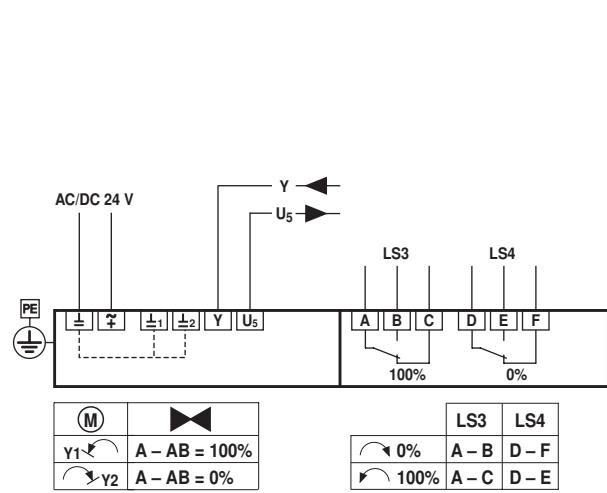 Y
AC/DC 24 V
U5
LS3 LS4
PE
⊥ ~+ ⊥1 ⊥2 Y U5 A B C D E F
100% 0%
M LS3 LS4
Y1 A – AB = 100% 0% A – B D – F
Y2 A – AB = 0% 100% A – C D – E